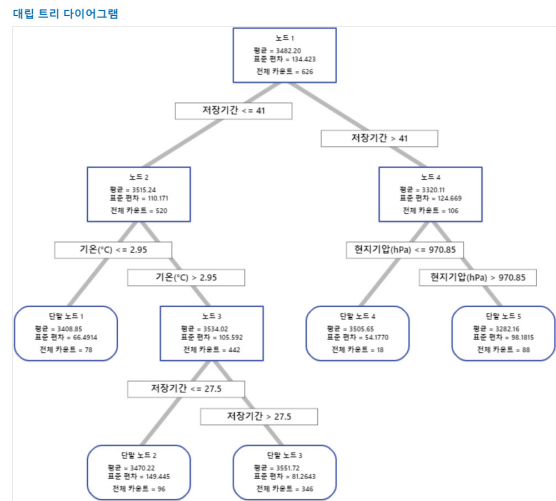 대립 트리 다이어그램
노드 1
평균 = 3482.20
표준 편차 = 134.423
전체 카운트 = 626
저장기간 <= 41
저장기간 > 41
노드 2
평균 = 3515.24
표준 편차 = 110.171
전체 카운트 = 520
노드 4
평균 = 3320.11
표준 편차 = 124.669
전체 카운트 = 106
기온(°C) <= 2.95
기온(°C) > 2.95
현지기압(hPa) <= 970.85
현지기압(hPa) > 970.85
단말 노드 1
평균 = 3408.85
표준 편차 = 66.4914
전체 카운트 = 78
노드 3
평균 = 3534.02
표준 편차 = 105.592
전체 카운트 = 442
단말 노드 4
평균 = 3505.65
표준 편차 = 54.1770
전체 카운트 = 18
단말 노드 5
평균 = 3282.16
표준 편차 = 98.1815
전체 카운트 = 88
저장기간 <= 27.5
저장기간 > 27.5
단말 노드 2
평균 = 3470.22
표준 편차 = 149.445
전체 카운트 = 96
단말 노드 3
평균 = 3551.72
표준 편차 = 81.2643
전체 카운트 = 346